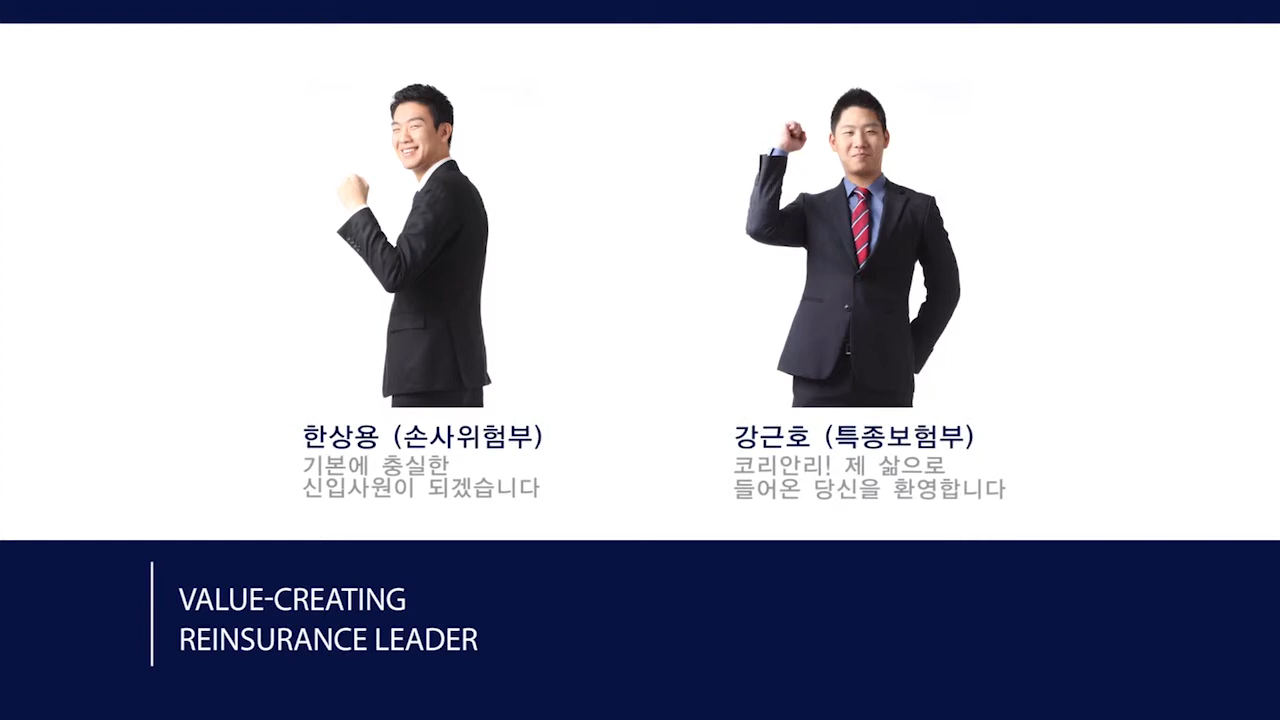 한상용 (손사위험부)
기본에 충실한
신입사원이 되겠습니다
강근호 (특종보험부)
코리안리! 제 삶으로
들어온 당신을 환영합니다
VALUE-CREATING
REINSURANCE LEADER